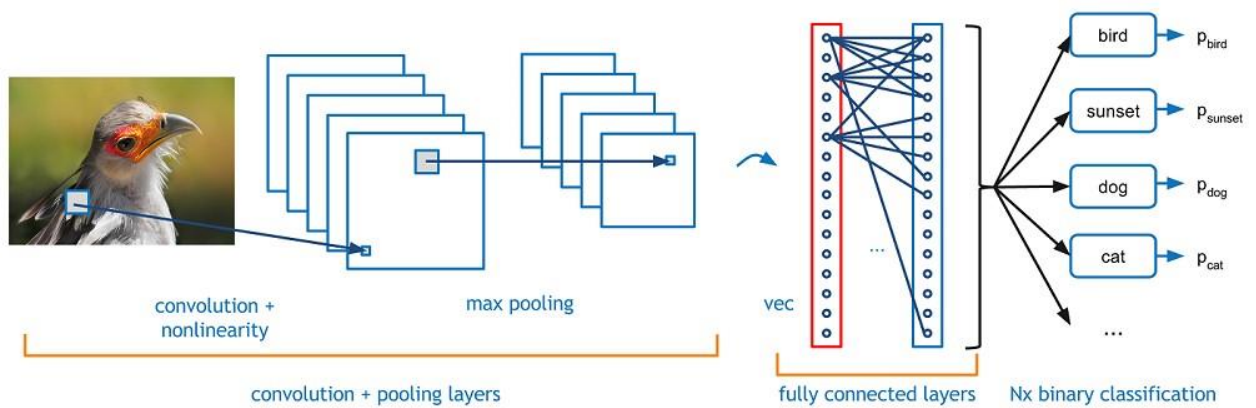 convolution +
nonlinearity
max pooling
convolution + pooling layers
vec
...
fully connected layers
bird
p_bird
sunset
p_sunset
dog
p_dog
cat
p_cat
...
Nx binary classification